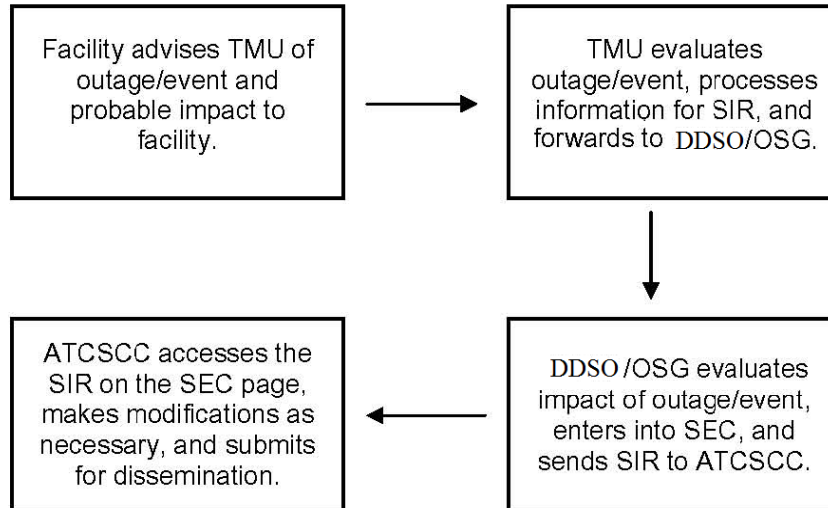 Facility advises TMU of
outage/event and
probable impact to
facility.
TMU evaluates
outage/event, processes
information for SIR, and
forwards to DDSO/OSG.
DDSO/OSG evaluates
impact of outage/event,
enters into SEC, and
sends SIR to ATCSCC.
ATCSCC accesses the
SIR on the SEC page,
makes modifications as
necessary, and submits
for dissemination.